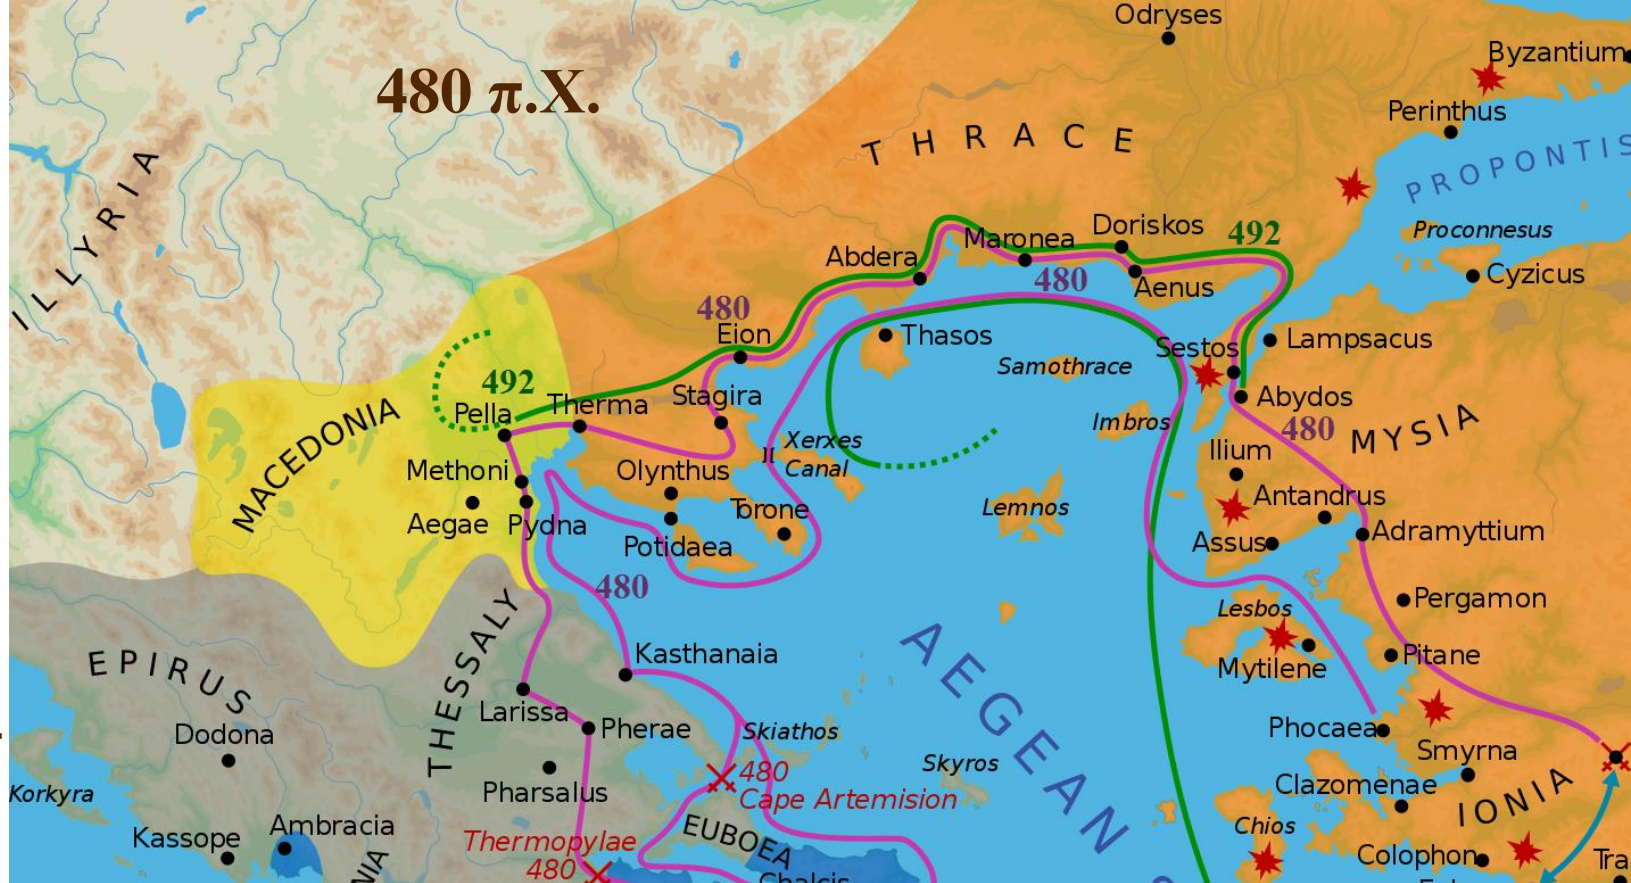 Odryses
Byzantium
480 π.Χ.
Perinthus
THRACE
PROPONTIS
ILLYRIA
Doriskos
492
Proconnesus
Maronea
Abdera
480
Cyzicus
Aenus
480
Eion
Thasos
Lampsacus
Sestos
Samothrace
492
Stagira
Abydos
Pella
Therma
MACEDONIA
Imbros
480
MYSIA
Xerxes
Canal
Ilium
Methoni
Olynthus
Antandrus
Torone
Lemnos
Aegae
Pydna
Adramyttium
Potidaea
Assus
480
Pergamon
Lesbos
THESSALY
AEGEAN
Kasthanaia
Pitane
Mytilene
EPIRUS
Larissa
Pherae
Skiathos
Phocaea
Dodona
Smyrna
Skyros
480
Cape Artemision
Clazomenae
Pharsalus
Korkyra
IONIA
Chios
Ambracia
Kassope
EUBOEA
Thermopylae
480
Colophon
Tra
NIA
Chalcis